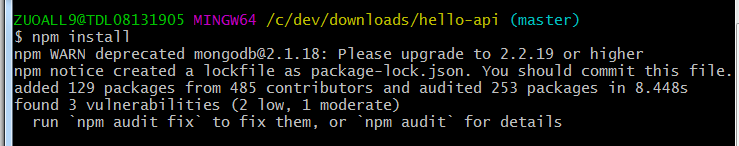 ZUOALL9@TDL08131905 MINGW64 /c/dev/downloads/hello-api (master)
$ npm install
npm WARN deprecated mongodb@2.1.18: Please upgrade to 2.2.19 or higher
npm notice created a lockfile as package-lock.json. You should commit this file.
added 129 packages from 485 contributors and audited 253 packages in 8.448s
found 3 vulnerabilities (2 low, 1 moderate)
  run `npm audit fix` to fix them, or `npm audit` for details